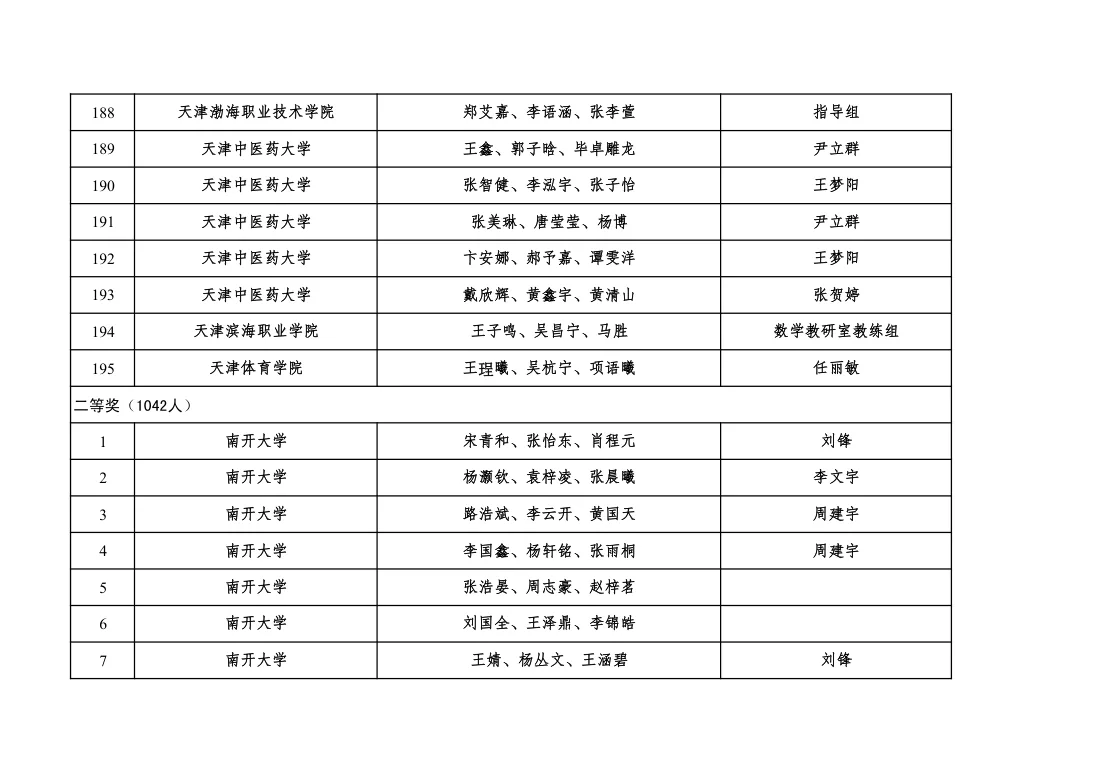 188 天津渤海职业技术学院 郑艾嘉、李语涵、张李萱 指导组
189 天津中医药大学 王鑫、郭子晗、毕卓雕龙 尹立群
190 天津中医药大学 张智健、李泓宇、张子怡 王梦阳
191 天津中医药大学 张美琳、唐莹莹、杨博 尹立群
192 天津中医药大学 卞安娜、郝予嘉、谭雯洋 王梦阳
193 天津中医药大学 戴欣辉、黄鑫宇、黄清山 张贺婷
194 天津滨海职业学院 王子鸣、吴昌宁、马胜 数学教研室教练组
195 天津体育学院 王珵曦、吴杭宁、项语曦 任丽敏
二等奖（1042人）
1 南开大学 宋青和、张怡东、肖程元 刘锋
2 南开大学 杨灏钦、袁梓凌、张晨曦 李文宇
3 南开大学 路浩斌、李云开、黄国天 周建宇
4 南开大学 李国鑫、杨轩铭、张雨桐 周建宇
5 南开大学 张浩晏、周志豪、赵梓茗
6 南开大学 刘国全、王泽鼎、李锦皓
7 南开大学 王婧、杨丛文、王涵碧 刘锋